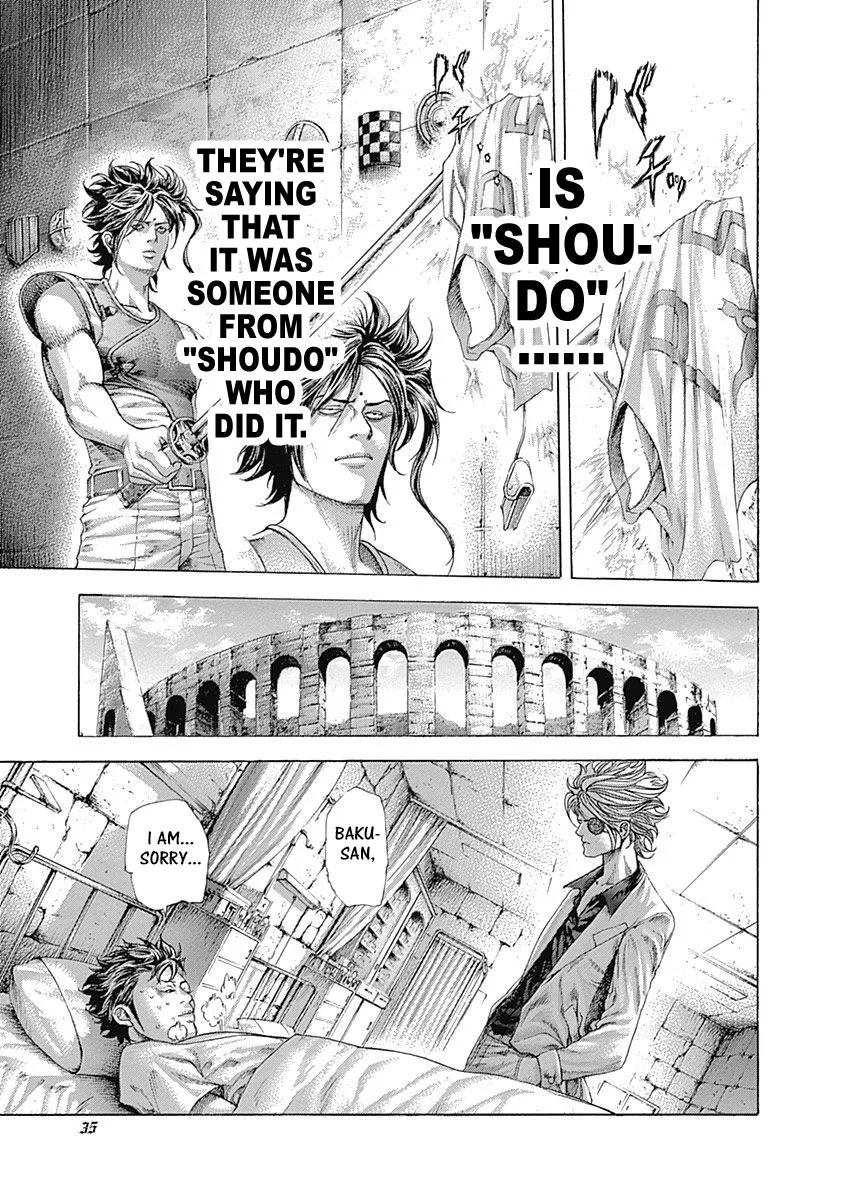 IS
"SHOU-
DO"
......
THEY'RE
SAYING
THAT
IT WAS
SOMEONE
FROM
"SHOUDO"
WHO
DID IT.
BAKU-
SAN,
I AM...
SORRY...
35